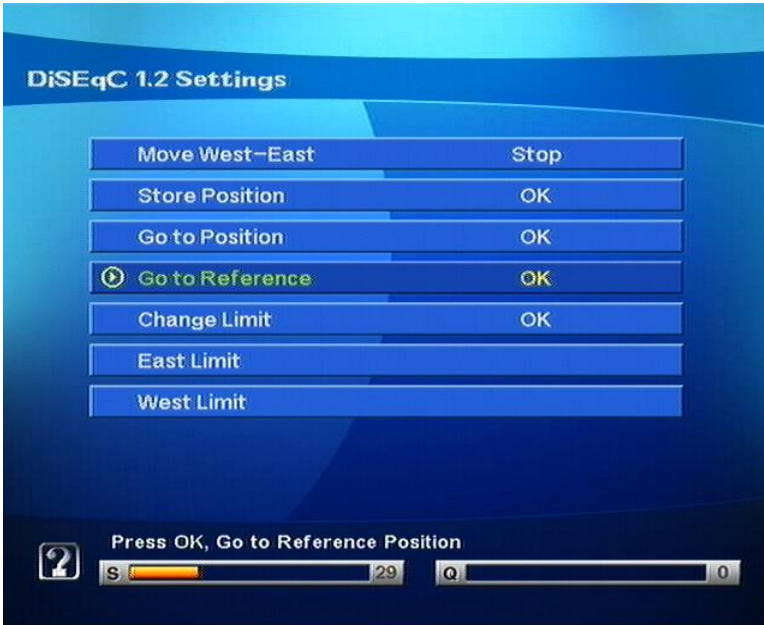 DiSEqC 1.2 Settings
Move West-East Stop
Store Position OK
Go to Position OK
Go to Reference OK
Change Limit OK
East Limit
West Limit
? Press OK, Go to Reference Position
S 29 Q 0